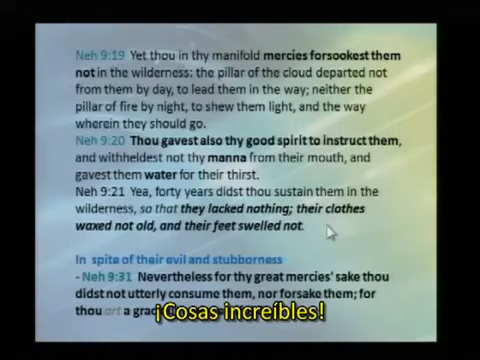 Neh 9:19 Yet thou in thy manifold mercies forsookest them
not in the wilderness: the pillar of the cloud departed not
from them by day, to lead them in the way; neither the
pillar of fire by night, to shew them light, and the way
wherein they should go.
Neh 9:20 Thou gavest also thy good spirit to instruct them,
and withheldest not thy manna from their mouth, and
gavest them water for their thirst.
Neh 9:21 Yea, forty years didst thou sustain them in the
wilderness, so that they lacked nothing; their clothes
waxed not old, and their feet swelled not.
In spite of their evil and stubbornness
- Neh 9:31 Nevertheless for thy great mercies' sake thou
didst not utterly consume them, nor forsake them; for
thou art a
¡Cosas increíbles!